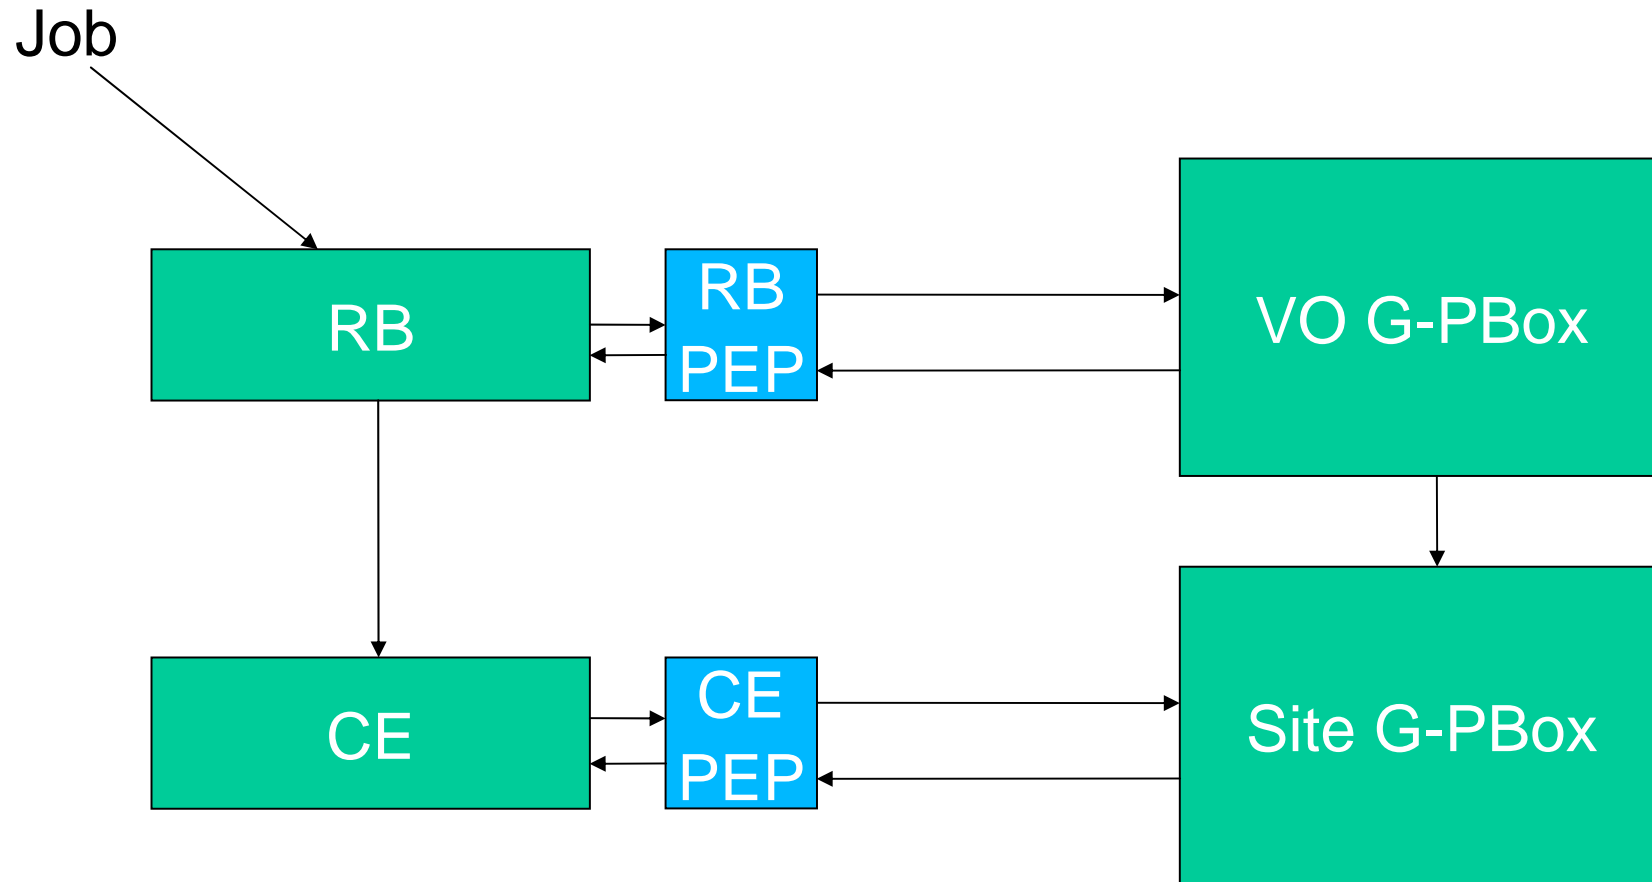 Job
RB
RB
PEP
VO G-PBox
CE
CE
PEP
Site G-PBox